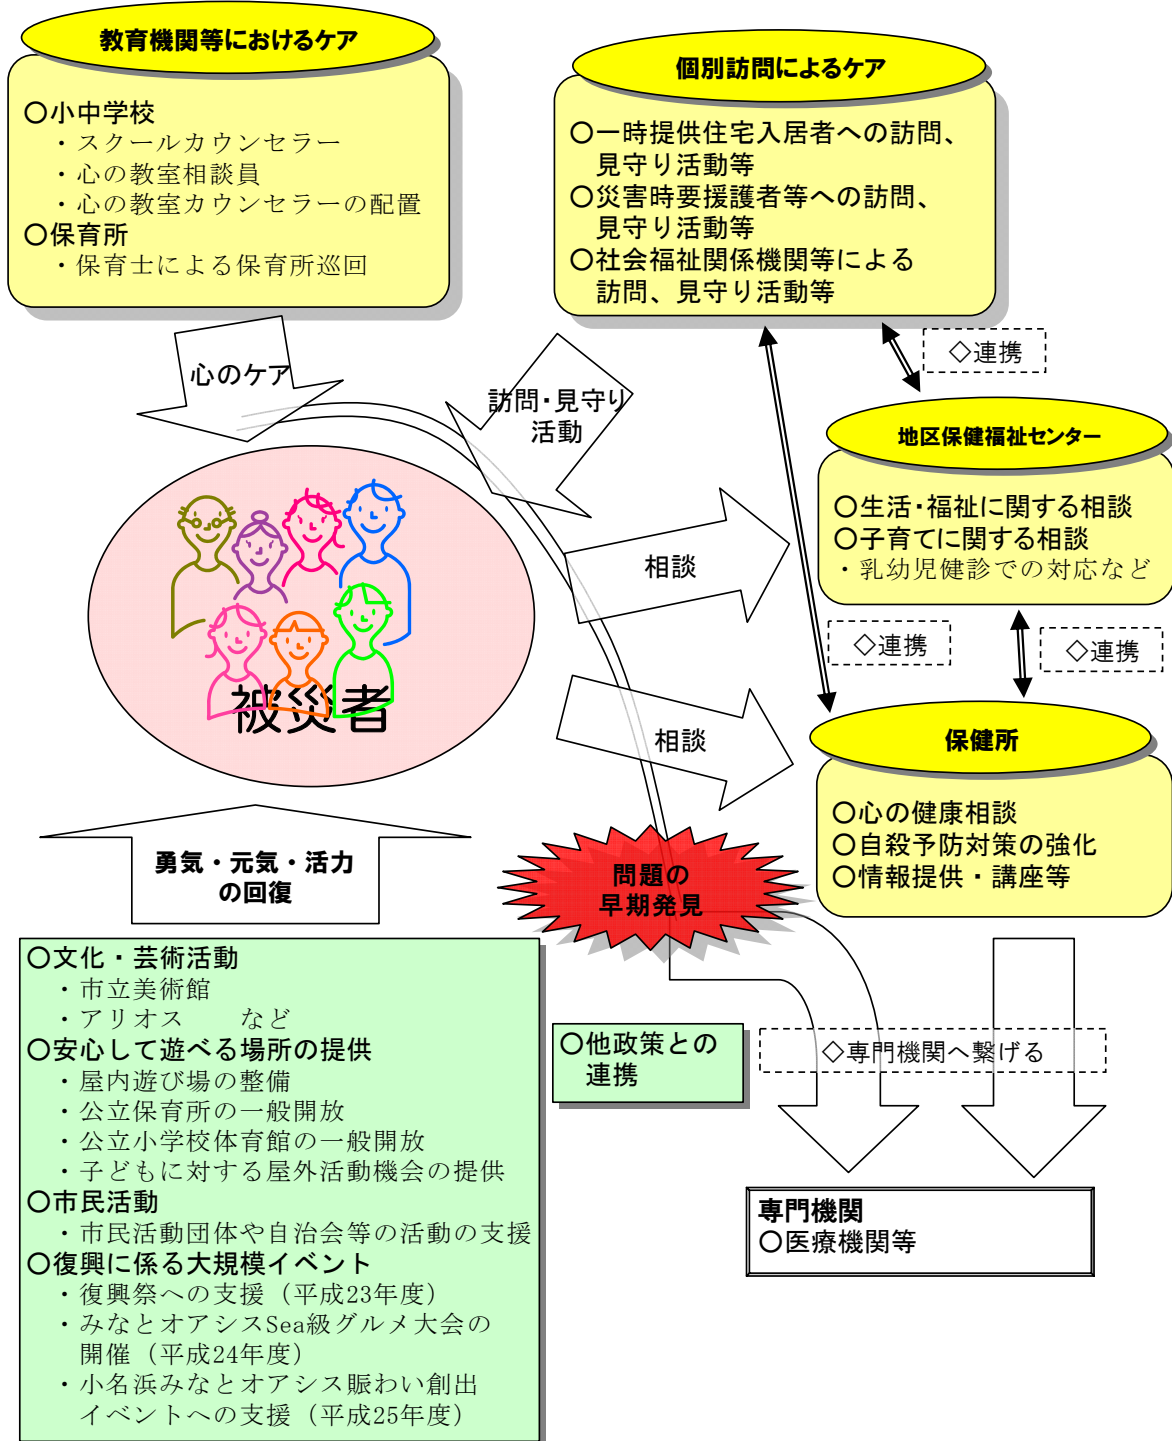 教育機関等におけるケア
〇小中学校
・スクールカウンセラー
・心の教室相談員
・心の教室カウンセラーの配置
〇保育所
・保育士による保育所巡回
個別訪問によるケア
〇一時提供住宅入居者への訪問、
見守り活動等
〇災害時要援護者等への訪問、
見守り活動等
〇社会福祉関係機関等による
訪問、見守り活動等
心のケア
訪問・見守り
活動
◇連携
地区保健福祉センター
〇生活・福祉に関する相談
〇子育てに関する相談
・乳幼児健診での対応など
相談
◇連携
◇連携
被災者
相談
保健所
〇心の健康相談
〇自殺予防対策の強化
〇情報提供・講座等
勇気・元気・活力
の回復
問題の
早期発見
〇文化・芸術活動
・市立美術館
・アリオス　　など
〇安心して遊べる場所の提供
・屋内遊び場の整備
・公立保育所の一般開放
・公立小学校体育館の一般開放
・子どもに対する屋外活動機会の提供
〇市民活動
・市民活動団体や自治会等の活動の支援
〇復興に係る大規模イベント
・復興祭への支援（平成23年度）
・みなとオアシスSea級グルメ大会の
開催（平成24年度）
・小名浜みなとオアシス賑わい創出
イベントへの支援（平成25年度）
〇他政策との
連携
◇専門機関へ繋げる
専門機関
〇医療機関等